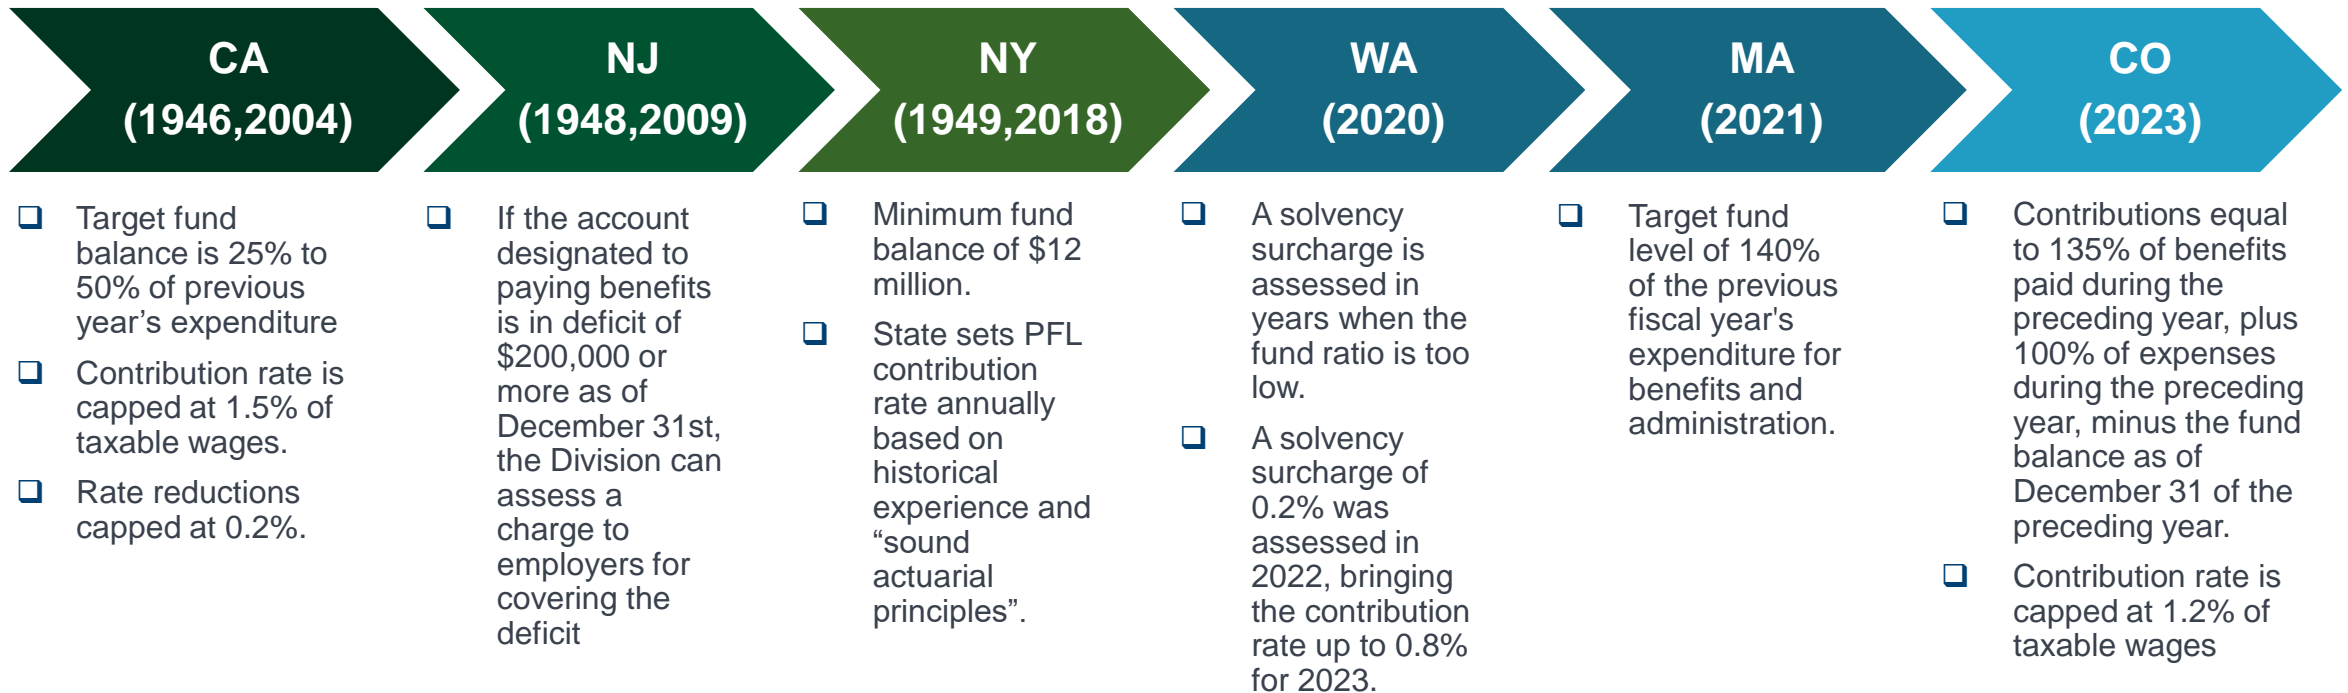 CA
(1946,2004)
Target fund
balance is 25% to
50% of previous
year’s expenditure
Contribution rate is
capped at 1.5% of
taxable wages.
Rate reductions
capped at 0.2%.
NJ
(1948,2009)
If the account
designated to
paying benefits
is in deficit of
$200,000 or
more as of
December 31st,
the Division can
assess a
charge to
employers for
covering the
deficit
NY
(1949,2018)
Minimum fund
balance of $12
million.
State sets PFL
contribution
rate annually
based on
historical
experience and
“sound
actuarial
principles”.
WA
(2020)
A solvency
surcharge is
assessed in
years when the
fund ratio is too
low.
A solvency
surcharge of
0.2% was
assessed in
2022, bringing
the contribution
rate up to 0.8%
for 2023.
MA
(2021)
Target fund
level of 140%
of the previous
fiscal year's
expenditure for
benefits and
administration.
CO
(2023)
Contributions equal
to 135% of benefits
paid during the
preceding year, plus
100% of expenses
during the preceding
year, minus the fund
balance as of
December 31 of the
preceding year.
Contribution rate is
capped at 1.2% of
taxable wages